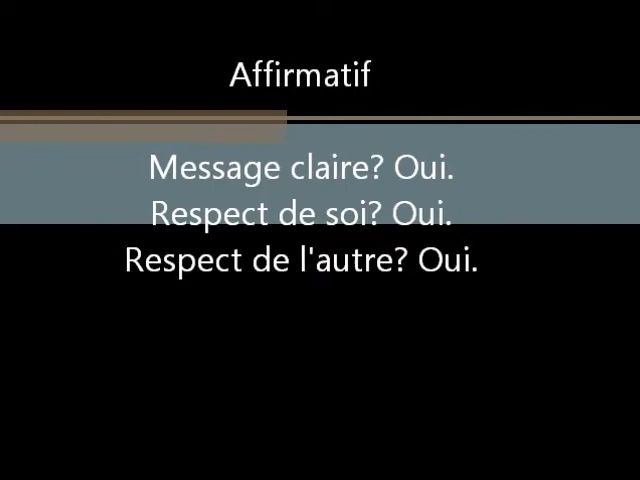 Affirmatif
Message claire? Oui.
Respect de soi? Oui.
Respect de l'autre? Oui.